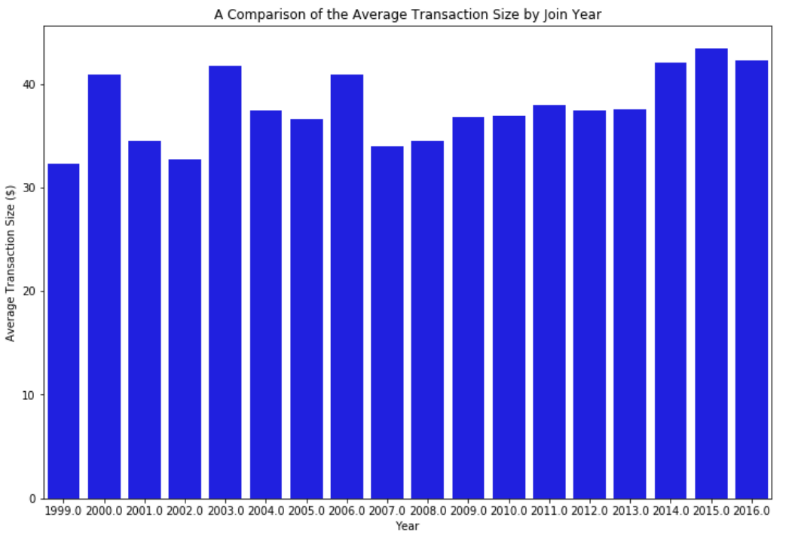 A Comparison of the Average Transaction Size by Join Year
Average Transaction Size ($)
40
30
20
10
0
1999.0 2000.0 2001.0 2002.0 2003.0 2004.0 2005.0 2006.0 2007.0 2008.0 2009.0 2010.0 2011.0 2012.0 2013.0 2014.0 2015.0 2016.0
Year